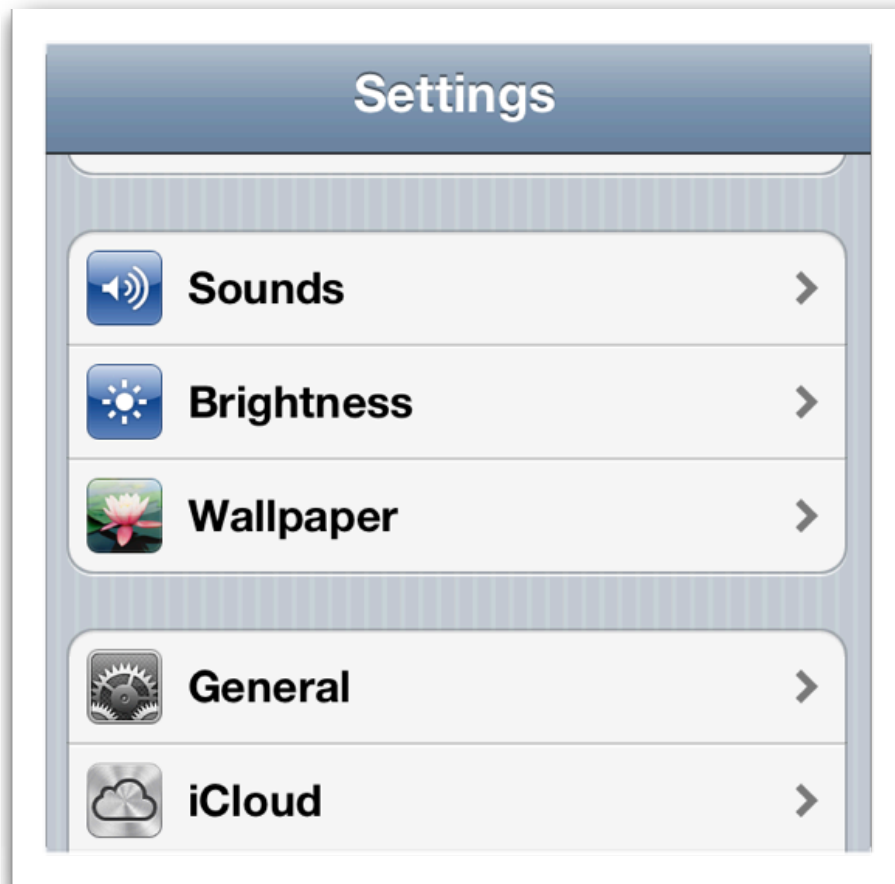 Settings
Sounds
Brightness
Wallpaper
General
iCloud